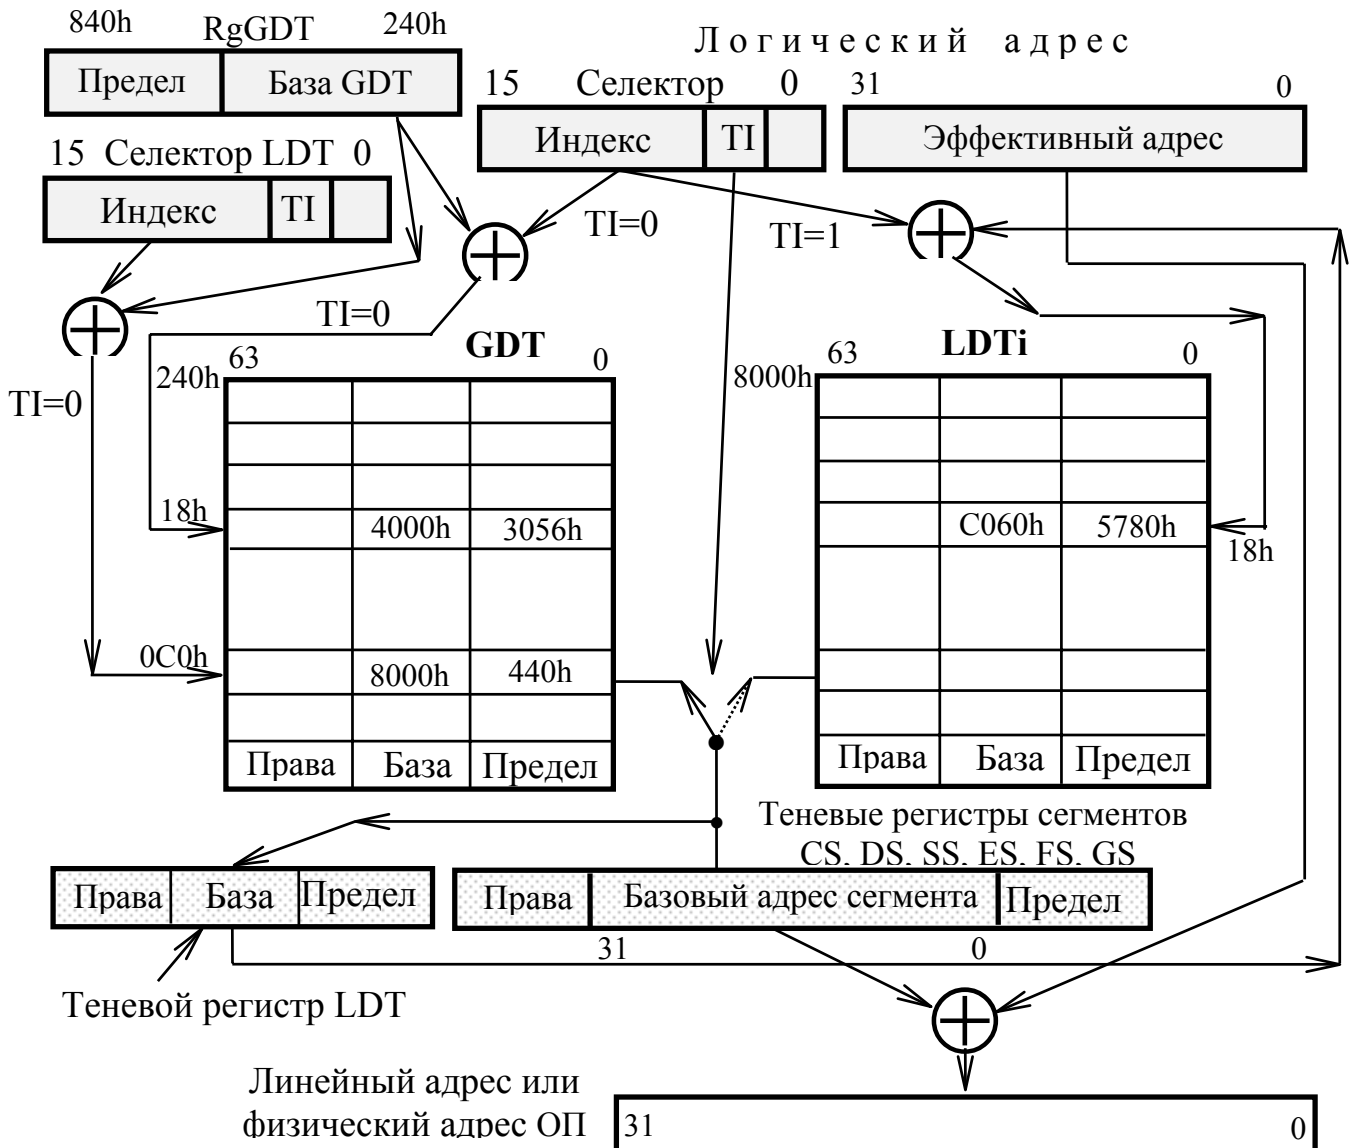 840h RgGDT 240h
Логический адрес
Предел База GDT
15 Селектор 0 31 0
Индекс TI Эффективный адрес
15 Селектор LDT 0
Индекс TI
TI=0 TI=1
TI=0
GDT LDTi
63 0 63 0
240h 8000h
TI=0
18h 4000h 3056h C060h 5780h
18h
0C0h 8000h 440h
Права База Предел Права База Предел
Теневые регистры сегментов
CS, DS, SS, ES, FS, GS
Права База Предел Права Базовый адрес сегмента Предел
31 0
Теневой регистр LDT
Линейный адрес или
физический адрес ОП 31 0